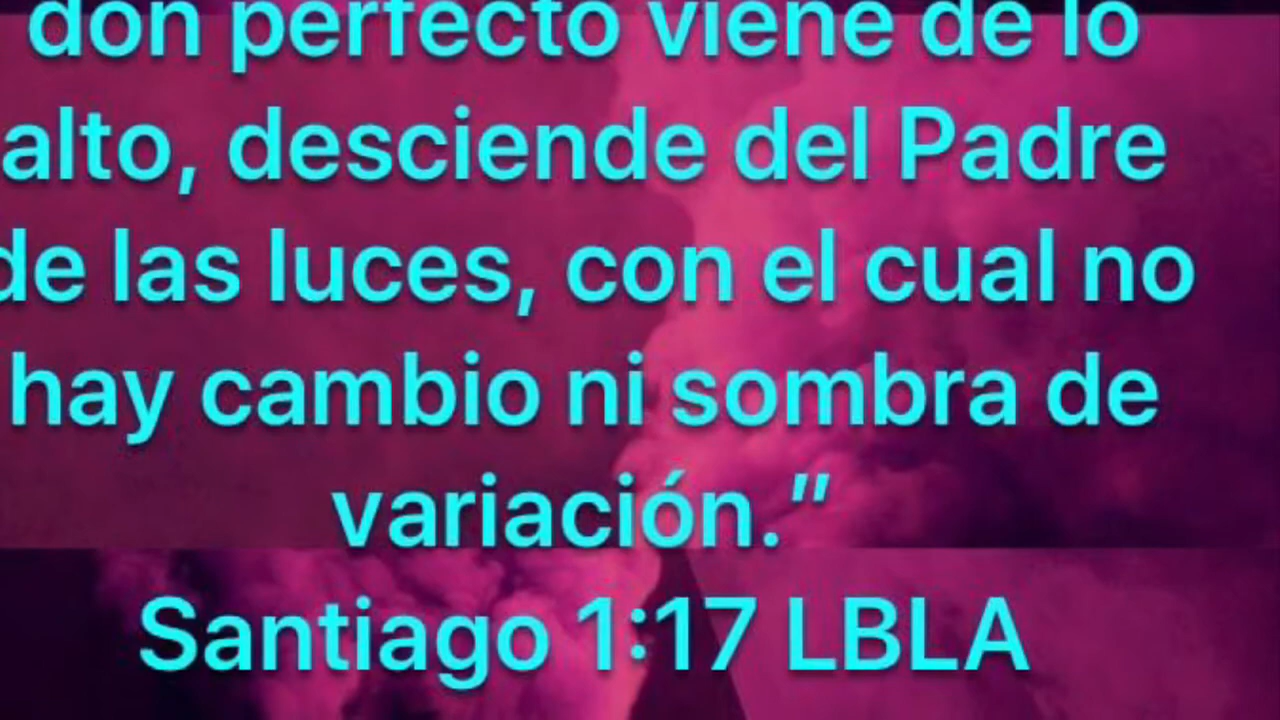 don perfecto viene de lo
alto, desciende del Padre
de las luces, con el cual no
hay cambio ni sombra de
variación.”
Santiago 1:17 LBLA